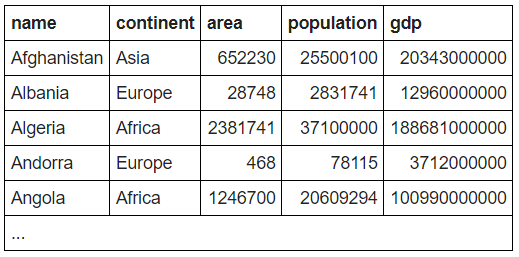 name continent area population gdp
Afghanistan Asia 652230 25500100 20343000000
Albania Europe 28748 2831741 12960000000
Algeria Africa 2381741 37100000 188681000000
Andorra Europe 468 78115 3712000000
Angola Africa 1246700 20609294 100990000000
...